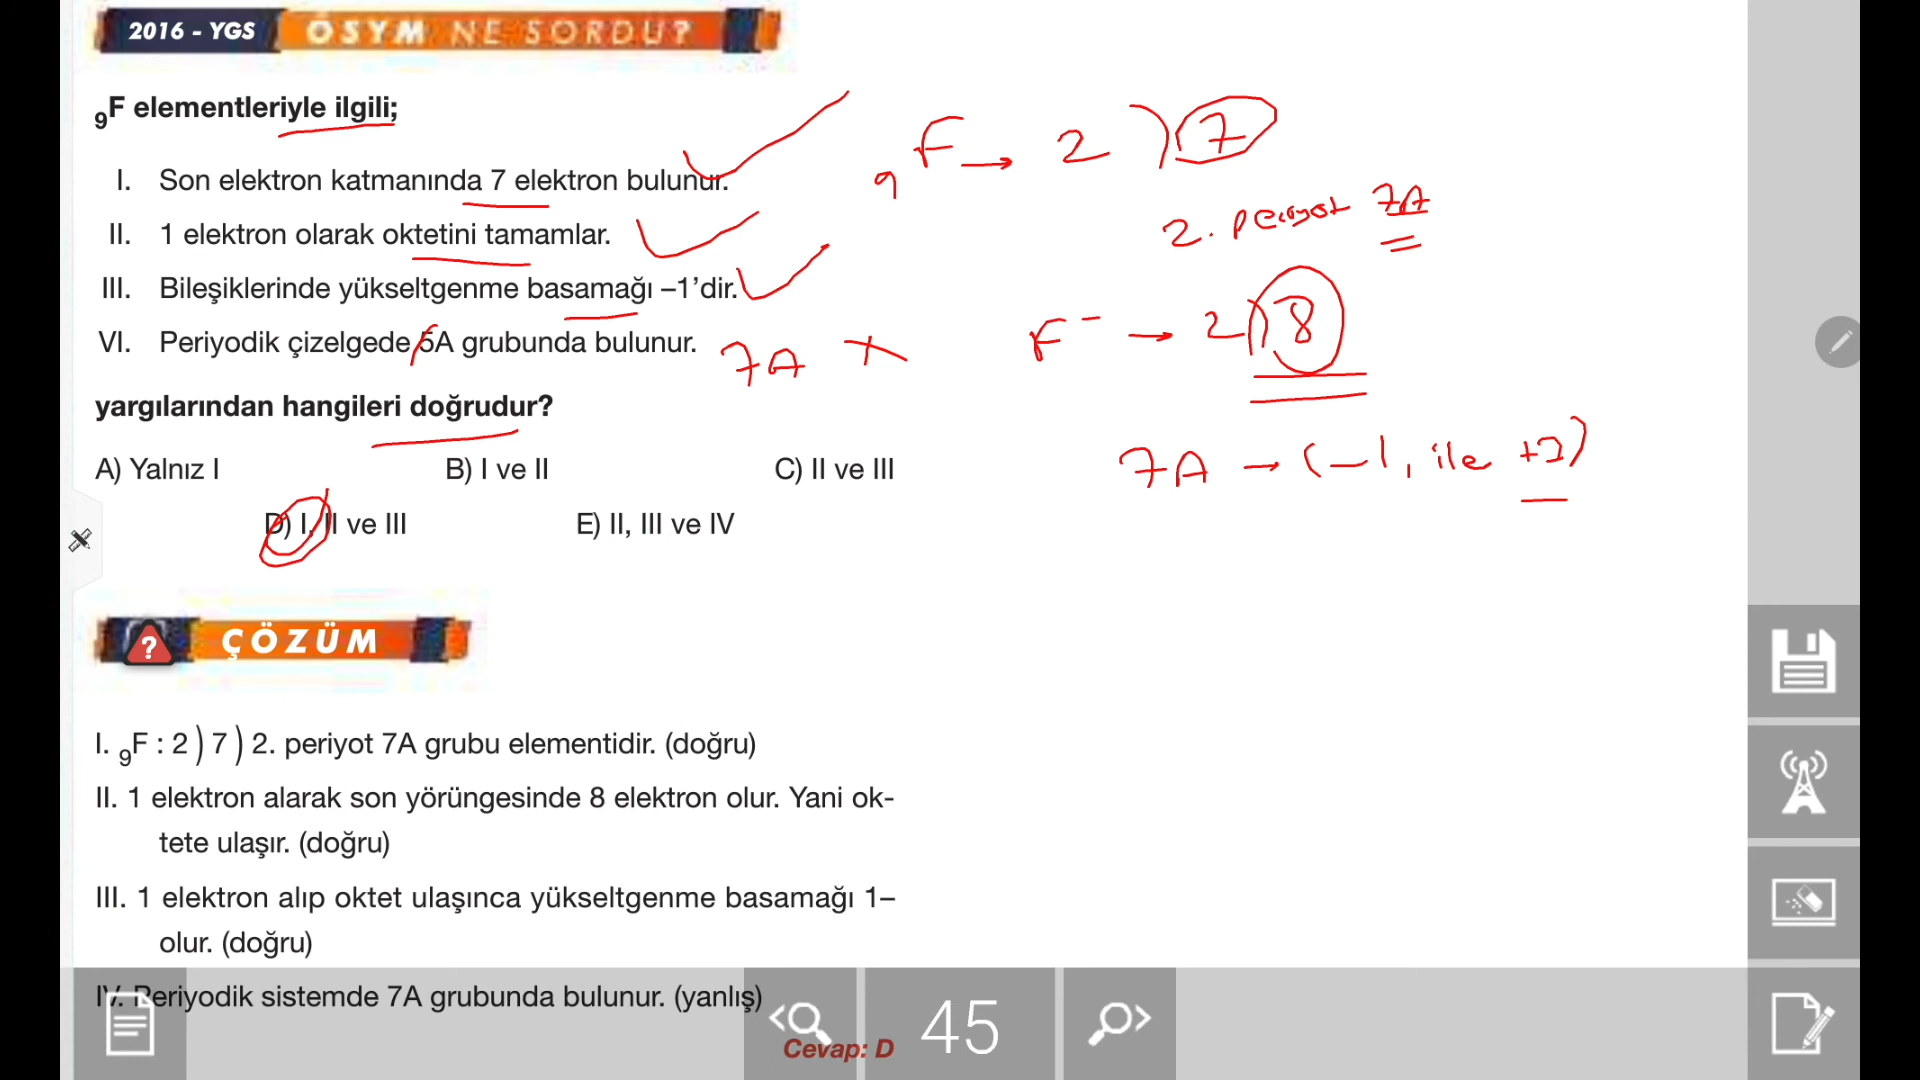 2016 - YGS ÖSYM NE SORDU?
9F elementleriyle ilgili;
I. Son elektron katmanında 7 elektron bulunur.
II. 1 elektron olarak oktetini tamamlar.
III. Bileşiklerinde yükseltgenme basamağı –1’dir.
VI. Periyodik çizelgede 5A grubunda bulunur.
7A X
yargılarından hangileri doğrudur?
A) Yalnız I B) I ve II C) II ve III
D) I, II ve III E) II, III ve IV
9F → 2 ) 7
2. periyot 7A
F⁻ → 2 ) 8
7A → (–1, ile +7)
ÇÖZÜM
I. 9F : 2 ) 7 ) 2. periyot 7A grubu elementidir. (doğru)
II. 1 elektron alarak son yörüngesinde 8 elektron olur. Yani ok-
tete ulaşır. (doğru)
III. 1 elektron alıp oktet ulaşınca yükseltgenme basamağı 1–
olur. (doğru)
IV. Periyodik sistemde 7A grubunda bulunur. (yanlış)
Cevap: D
45